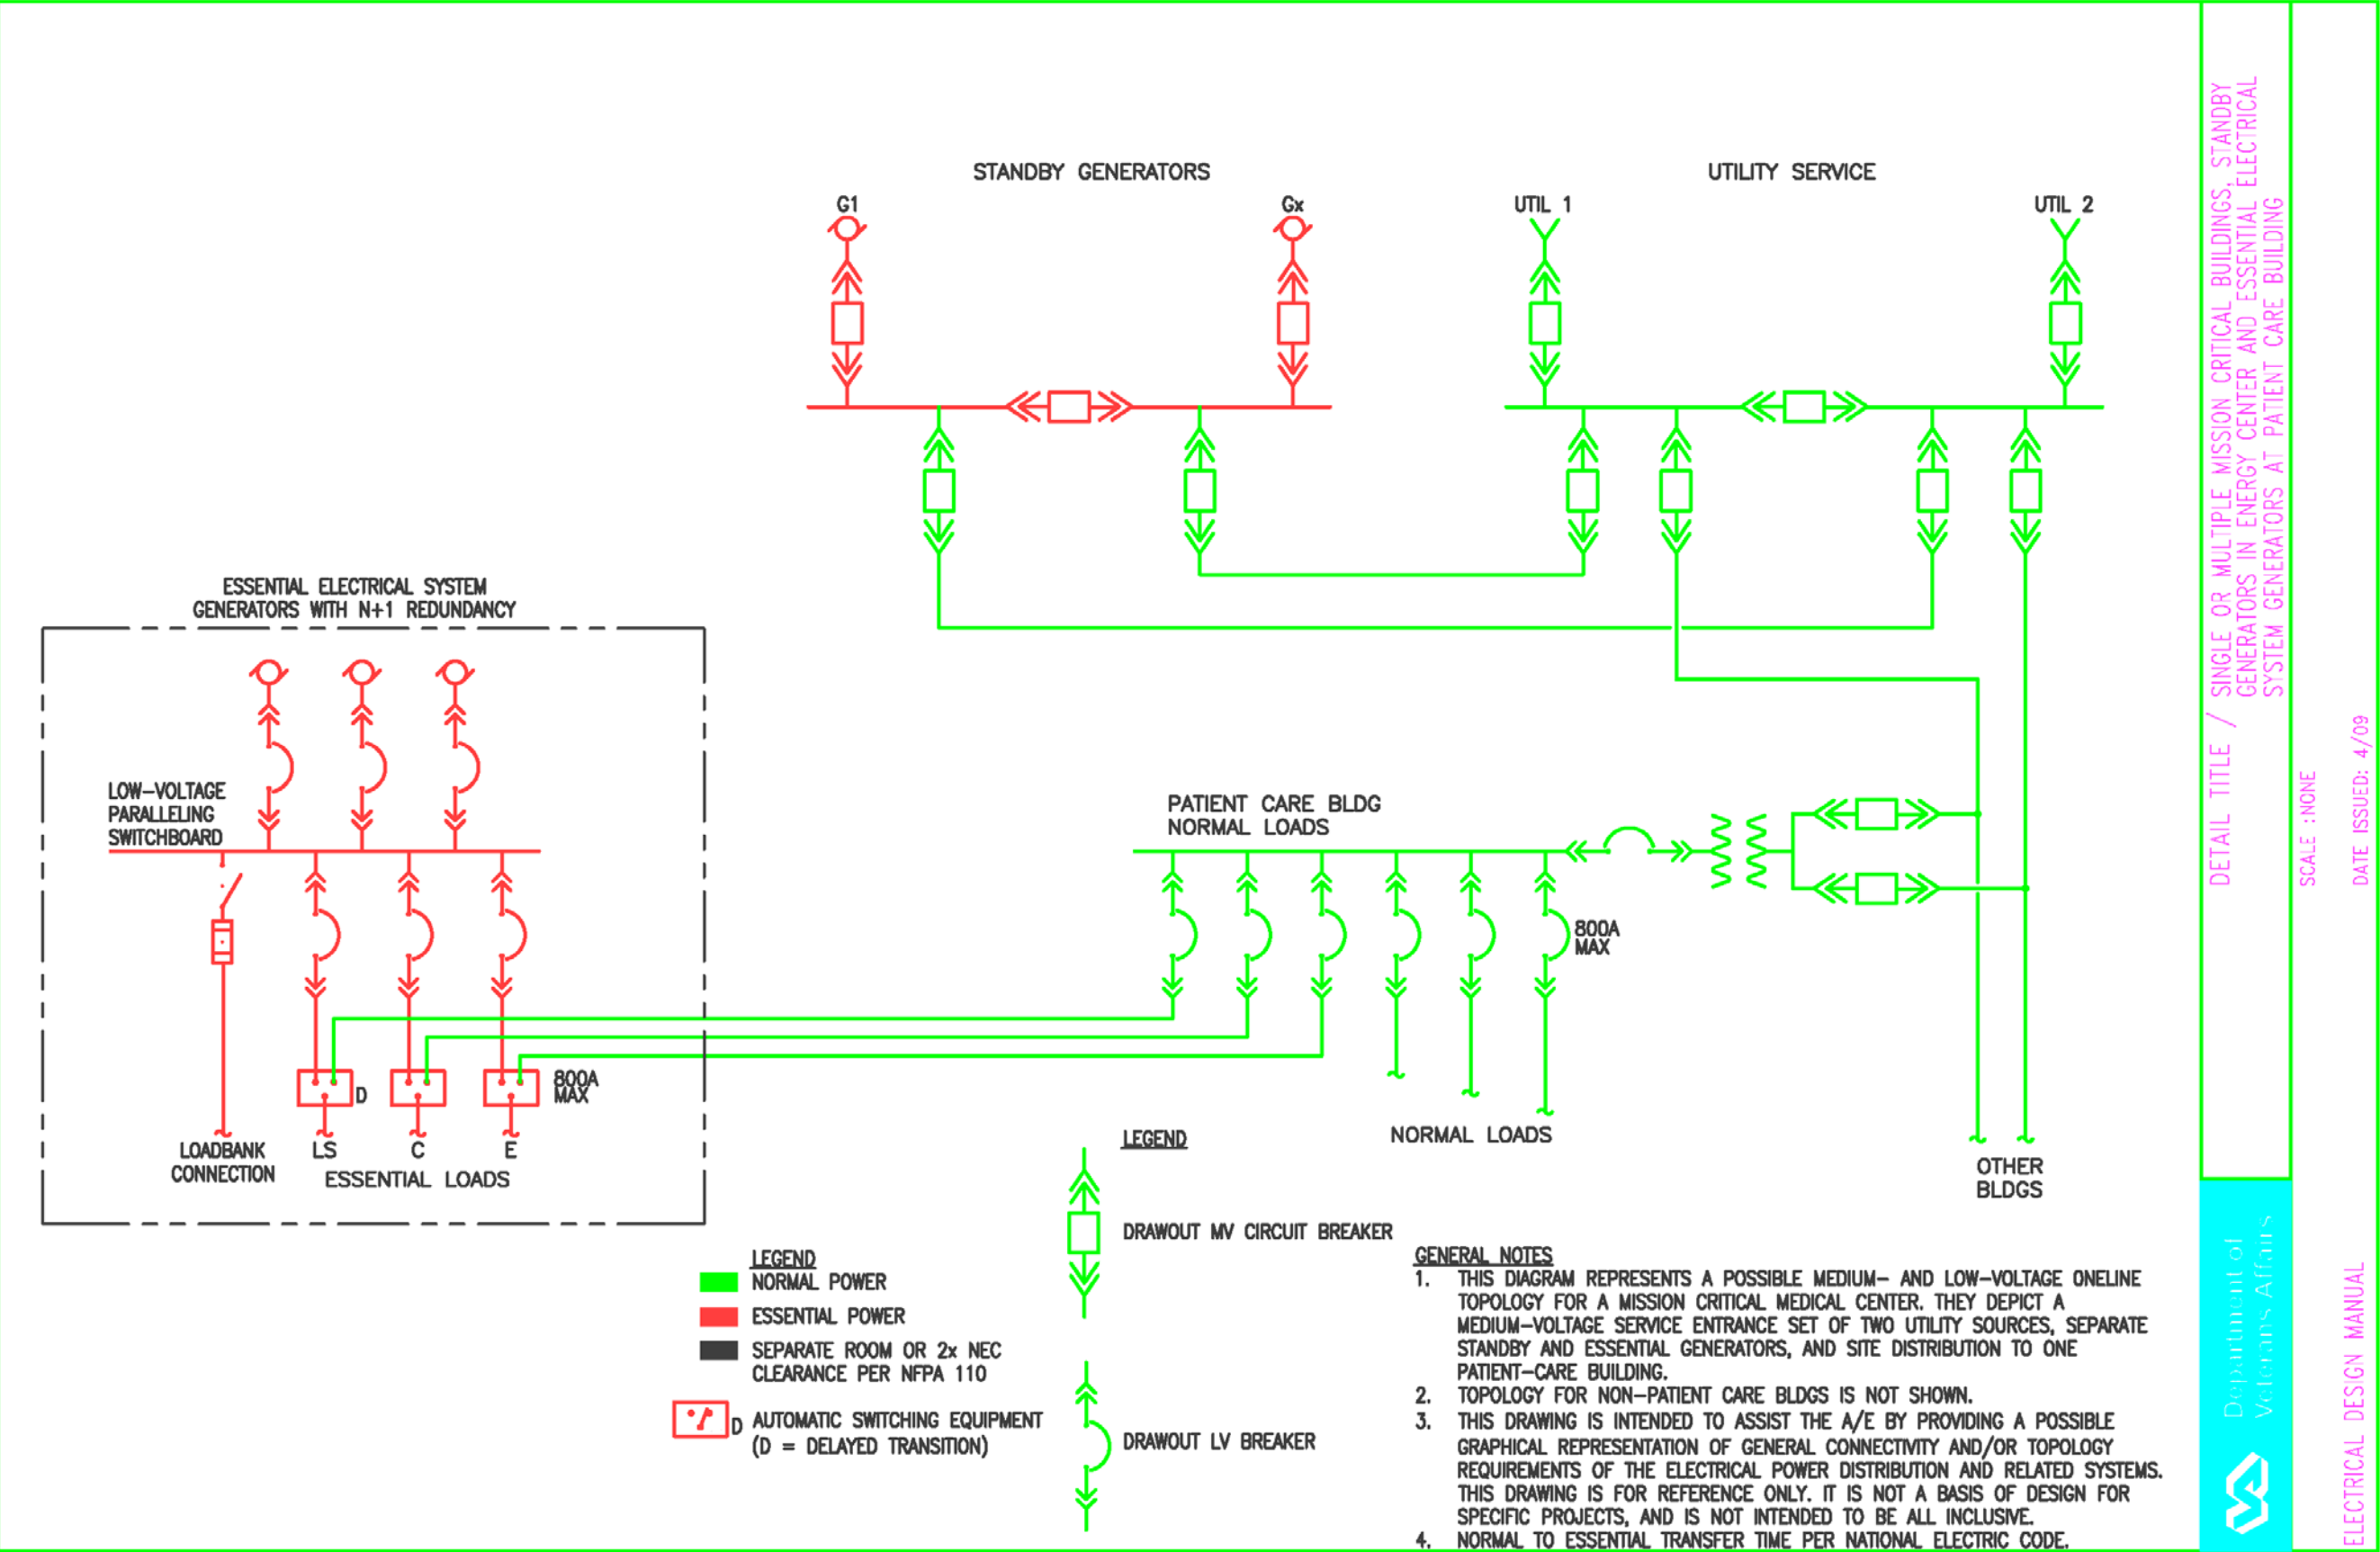 STANDBY GENERATORS
UTILITY SERVICE
G1
Gx
UTIL 1
UTIL 2
ESSENTIAL ELECTRICAL SYSTEM
GENERATORS WITH N+1 REDUNDANCY
LOW-VOLTAGE
PARALLELING
SWITCHBOARD
PATIENT CARE BLDG
NORMAL LOADS
800A
MAX
D
800A
MAX
LOADBANK
CONNECTION
LS
C
E
ESSENTIAL LOADS
NORMAL LOADS
OTHER
BLDGS
LEGEND
DRAWOUT MV CIRCUIT BREAKER
DRAWOUT LV BREAKER
LEGEND
NORMAL POWER
ESSENTIAL POWER
SEPARATE ROOM OR 2x NEC
CLEARANCE PER NFPA 110
D AUTOMATIC SWITCHING EQUIPMENT
(D = DELAYED TRANSITION)
GENERAL NOTES
1. THIS DIAGRAM REPRESENTS A POSSIBLE MEDIUM- AND LOW-VOLTAGE ONELINE
TOPOLOGY FOR A MISSION CRITICAL MEDICAL CENTER. THEY DEPICT A
MEDIUM-VOLTAGE SERVICE ENTRANCE SET OF TWO UTILITY SOURCES, SEPARATE
STANDBY AND ESSENTIAL GENERATORS, AND SITE DISTRIBUTION TO ONE
PATIENT-CARE BUILDING.
2. TOPOLOGY FOR NON-PATIENT CARE BLDGS IS NOT SHOWN.
3. THIS DRAWING IS INTENDED TO ASSIST THE A/E BY PROVIDING A POSSIBLE
GRAPHICAL REPRESENTATION OF GENERAL CONNECTIVITY AND/OR TOPOLOGY
REQUIREMENTS OF THE ELECTRICAL POWER DISTRIBUTION AND RELATED SYSTEMS.
THIS DRAWING IS FOR REFERENCE ONLY. IT IS NOT A BASIS OF DESIGN FOR
SPECIFIC PROJECTS, AND IS NOT INTENDED TO BE ALL INCLUSIVE.
4. NORMAL TO ESSENTIAL TRANSFER TIME PER NATIONAL ELECTRIC CODE.
DETAIL TITLE / SINGLE OR MULTIPLE MISSION CRITICAL BUILDINGS, STANDBY
GENERATORS IN ENERGY CENTER AND ESSENTIAL ELECTRICAL
SYSTEM GENERATORS AT PATIENT CARE BUILDING
SCALE :NONE
DATE ISSUED: 4/09
Department of
Veterans Affairs
ELECTRICAL DESIGN MANUAL